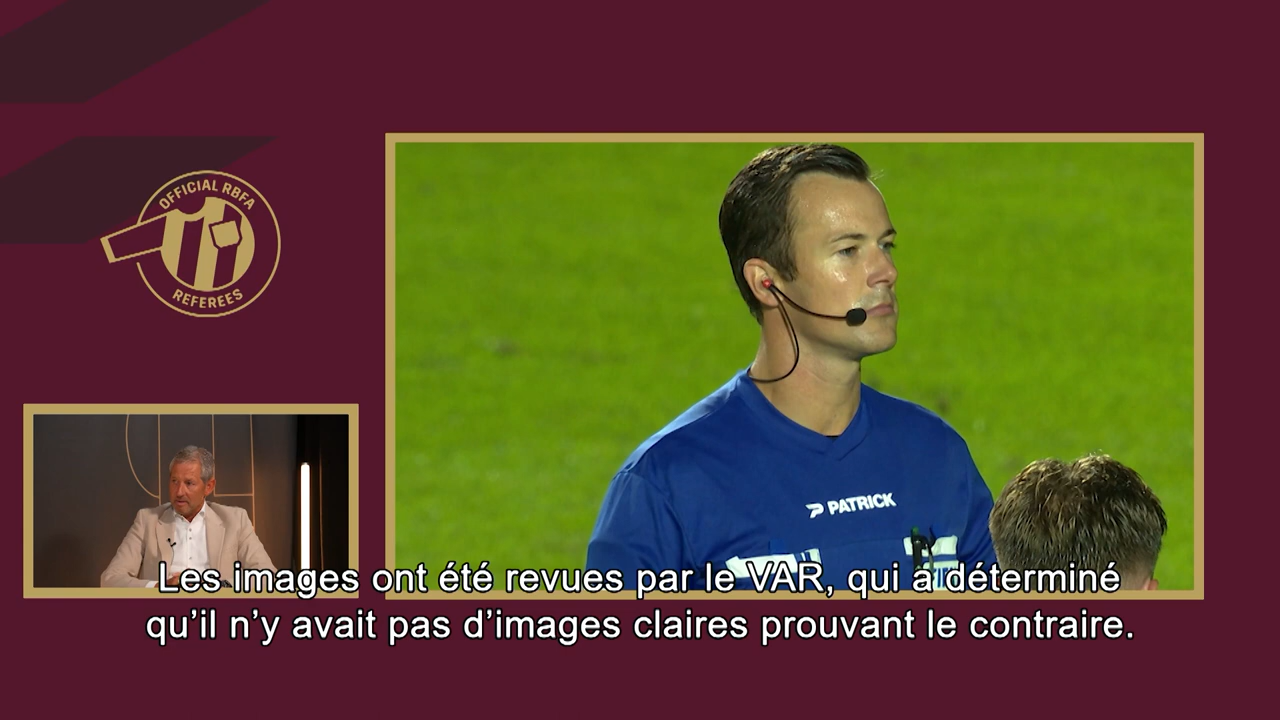 OFFICIAL RBFA
REFEREES
PATRICK
Les images ont été revues par le VAR, qui a déterminé
qu’il n’y avait pas d’images claires prouvant le contraire.